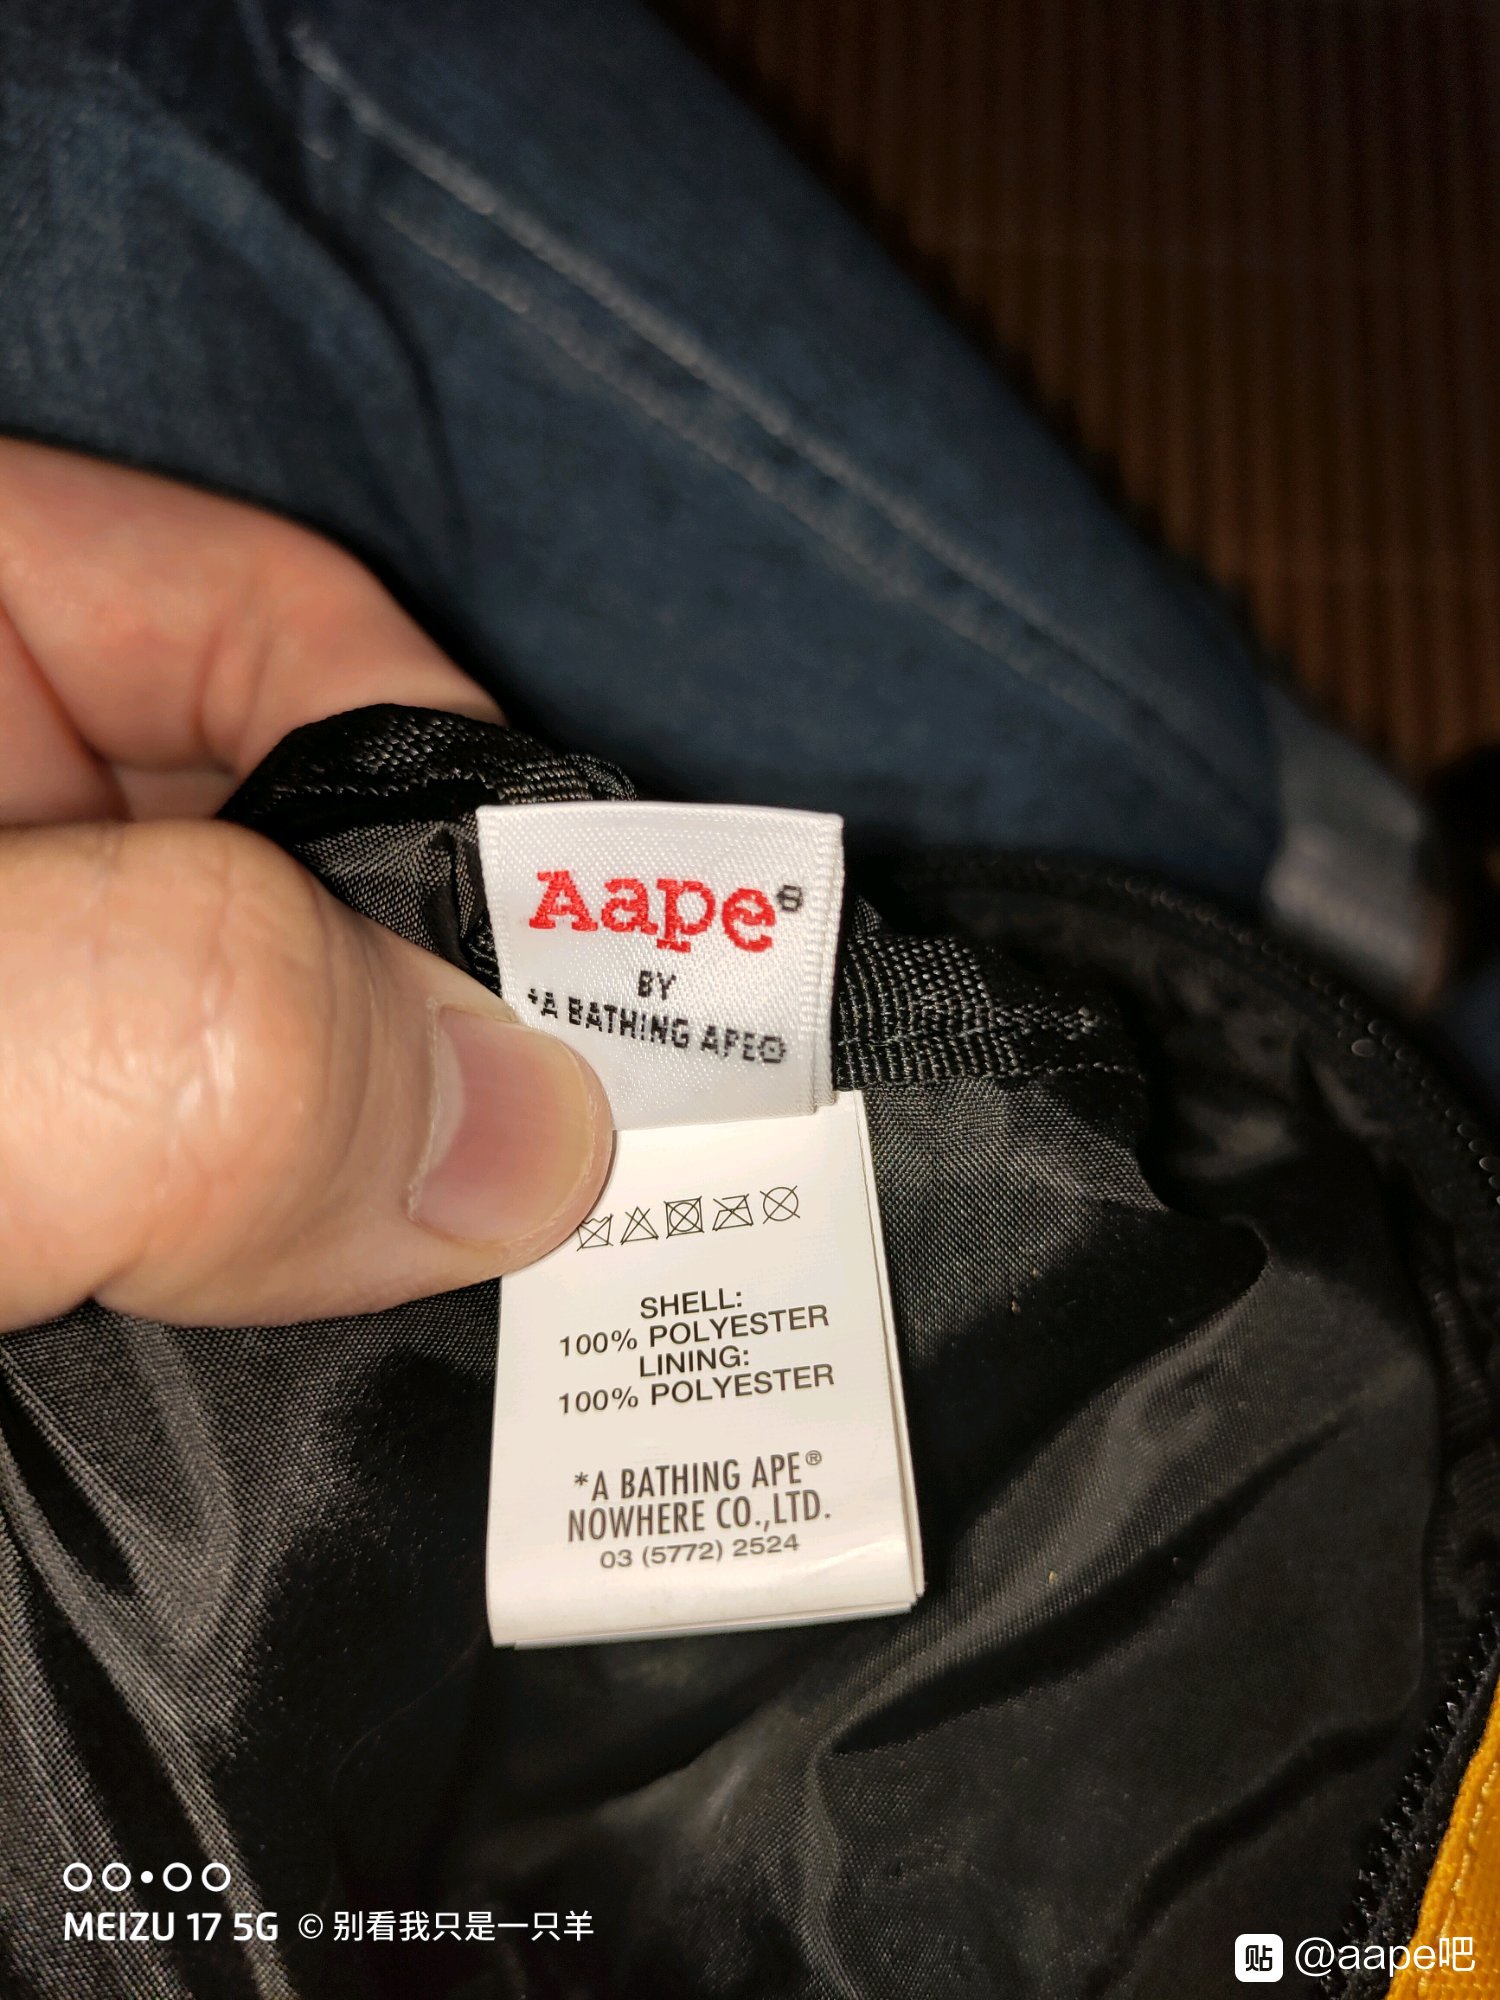 Aape®
BY
*A BATHING APE®
SHELL:
100% POLYESTER
LINING:
100% POLYESTER
*A BATHING APE®
NOWHERE CO.,LTD.
03 (5772) 2524
MEIZU 17 5G © 别看我只是一只羊
贴 @aape吧